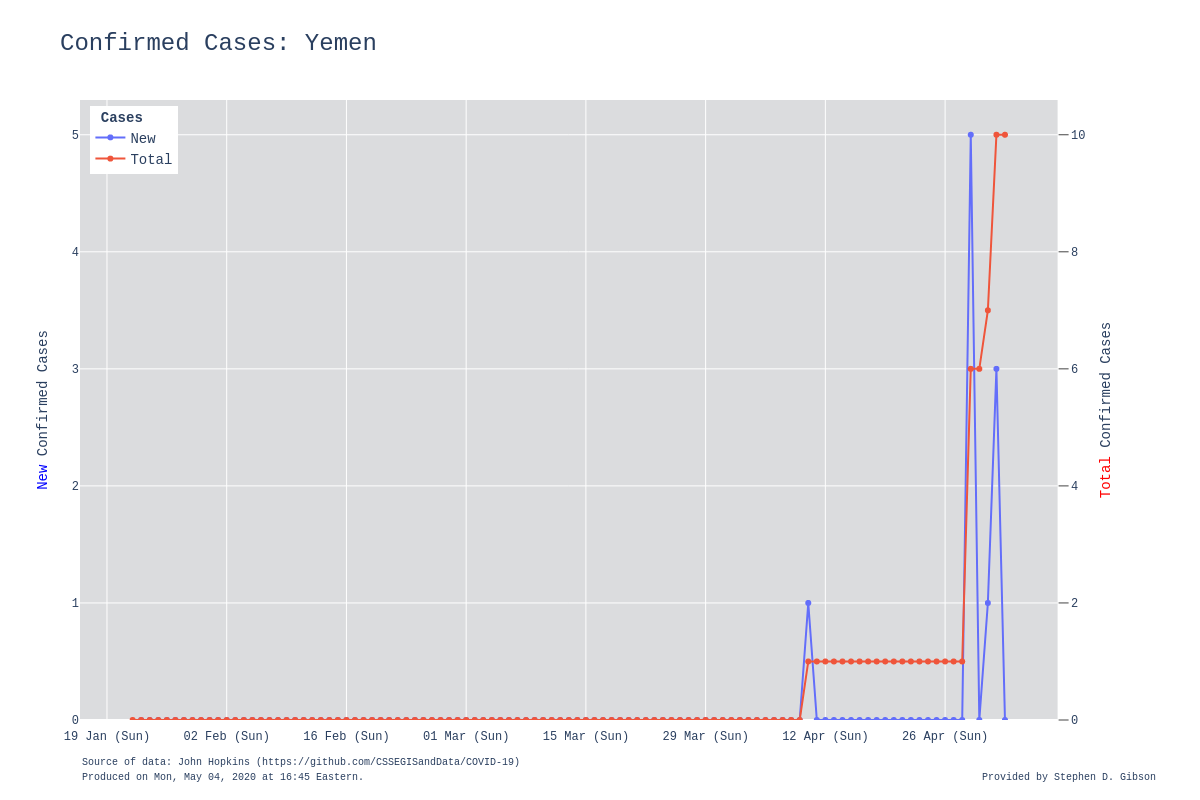 Confirmed Cases: Yemen
Cases
New
Total
5
4
3
2
1
0
New Confirmed Cases
10
8
6
4
2
0
Total Confirmed Cases
19 Jan (Sun) 02 Feb (Sun) 16 Feb (Sun) 01 Mar (Sun) 15 Mar (Sun) 29 Mar (Sun) 12 Apr (Sun) 26 Apr (Sun)
Source of data: John Hopkins (https://github.com/CSSEGISandData/COVID-19)
Produced on Mon, May 04, 2020 at 16:45 Eastern.
Provided by Stephen D. Gibson